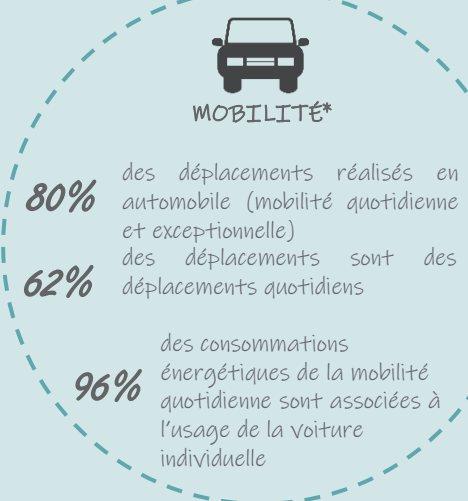 MOBILITÉ*
80% des déplacements réalisés en
automobile (mobilité quotidienne
et exceptionnelle)
62% des déplacements sont des
déplacements quotidiens
96% des consommations
énergétiques de la mobilité
quotidienne sont associées à
l'usage de la voiture
individuelle